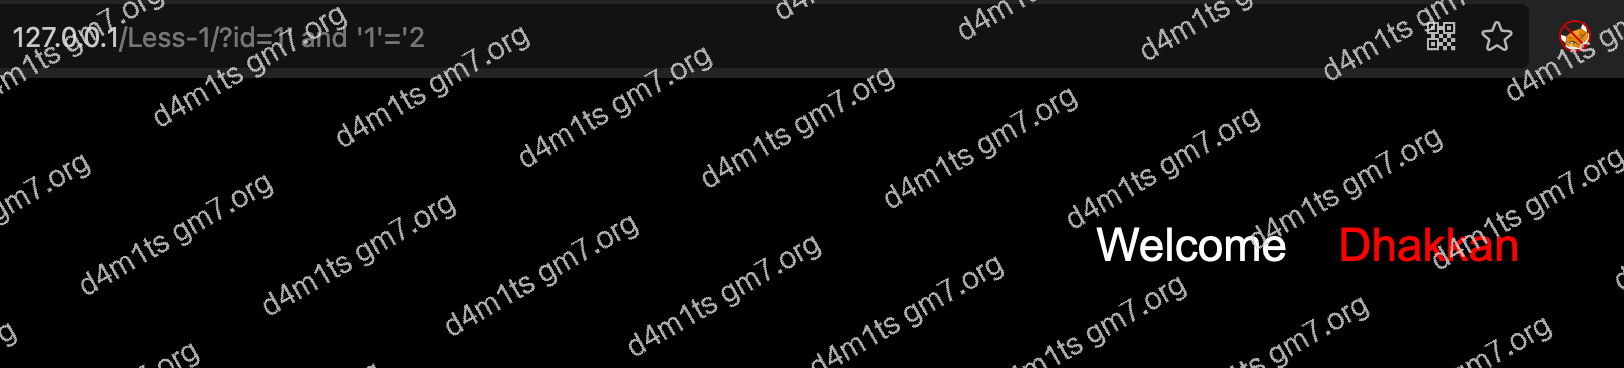 127.0.0.1/Less-1/?id=1' and '1'='2
d4m1ts gm7.org
Welcome Dhakkan